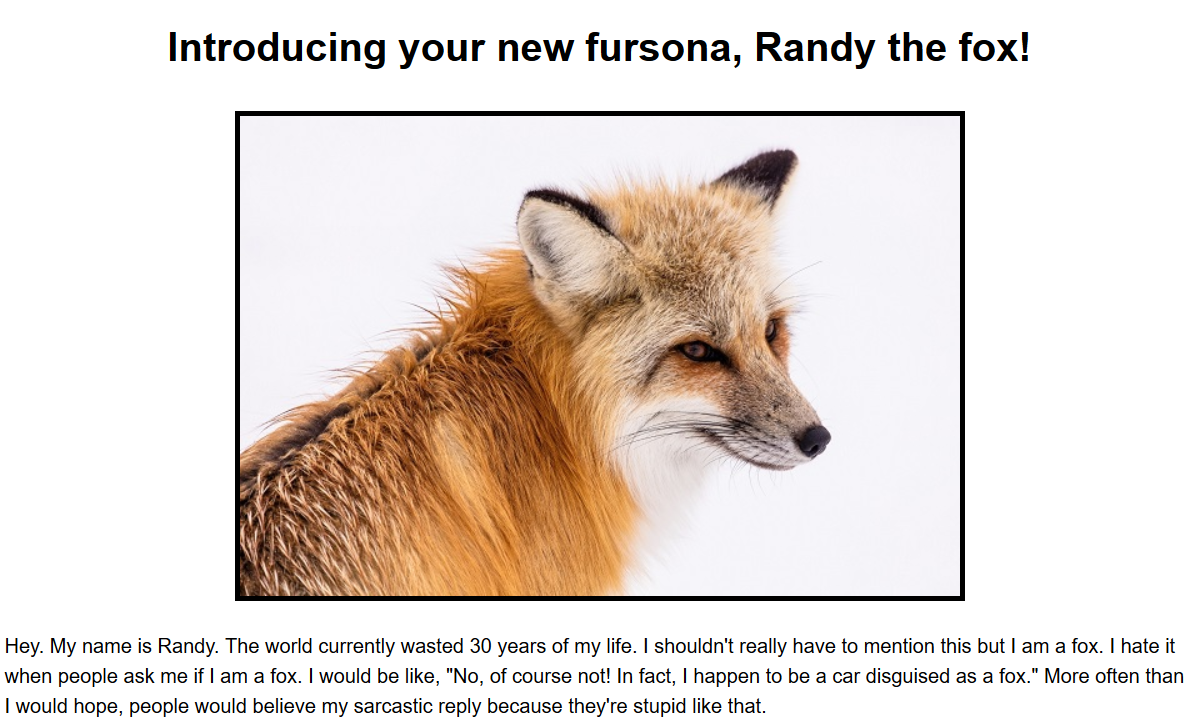 Introducing your new fursona, Randy the fox!
Hey. My name is Randy. The world currently wasted 30 years of my life. I shouldn't really have to mention this but I am a fox. I hate it
when people ask me if I am a fox. I would be like, "No, of course not! In fact, I happen to be a car disguised as a fox." More often than
I would hope, people would believe my sarcastic reply because they're stupid like that.